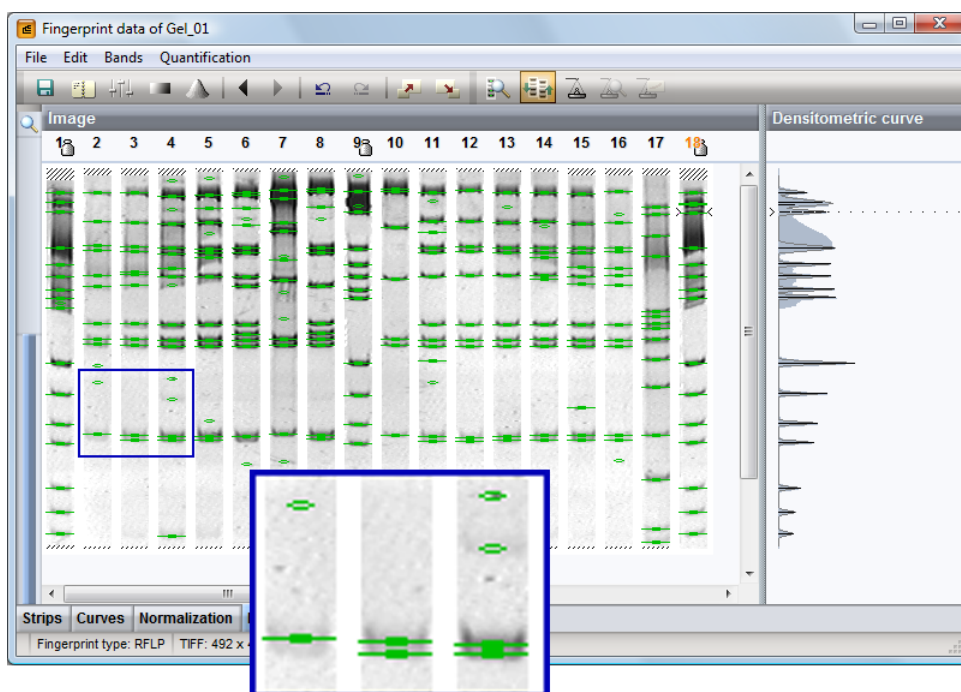 Fingerprint data of Gel_01
File Edit Bands Quantification
Image
Densitometric curve
1 2 3 4 5 6 7 8 9 10 11 12 13 14 15 16 17 18
Strips Curves Normalization
Fingerprint type: RFLP TIFF: 492 x